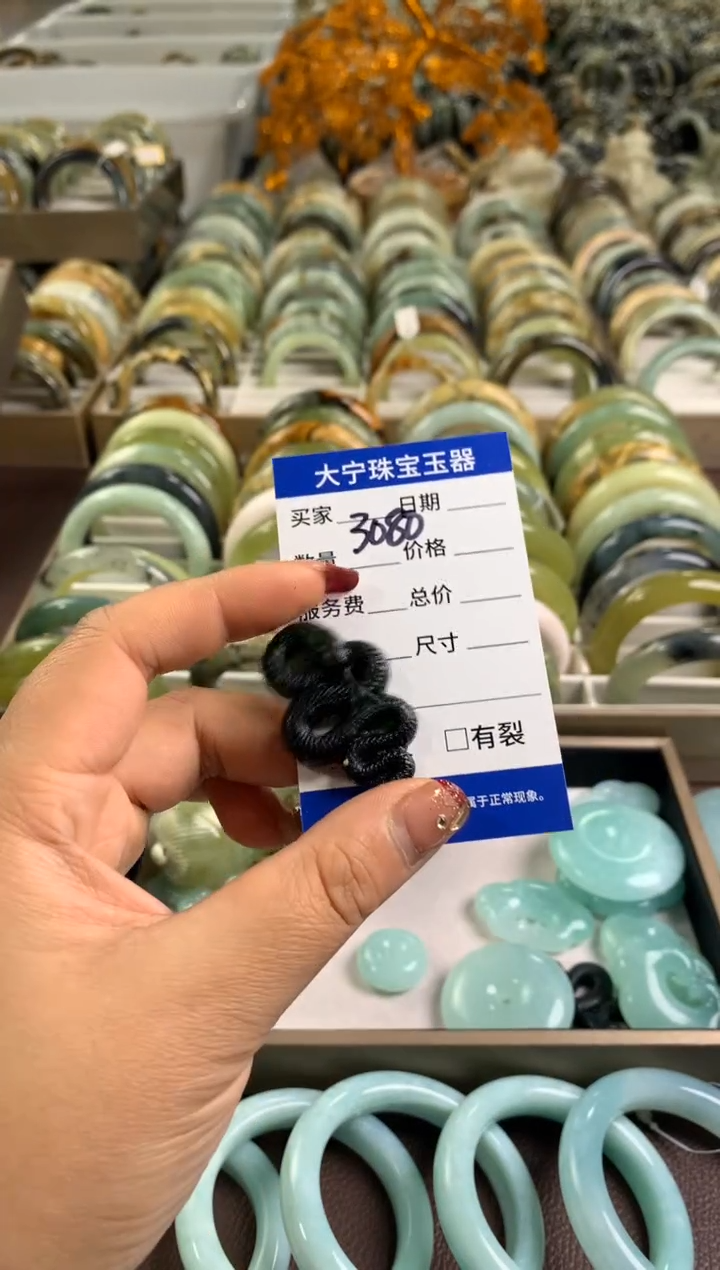 大宁珠宝玉器
买家 日期
3080
数量 价格
服务费 总价
尺寸
□有裂
属于正常现象。